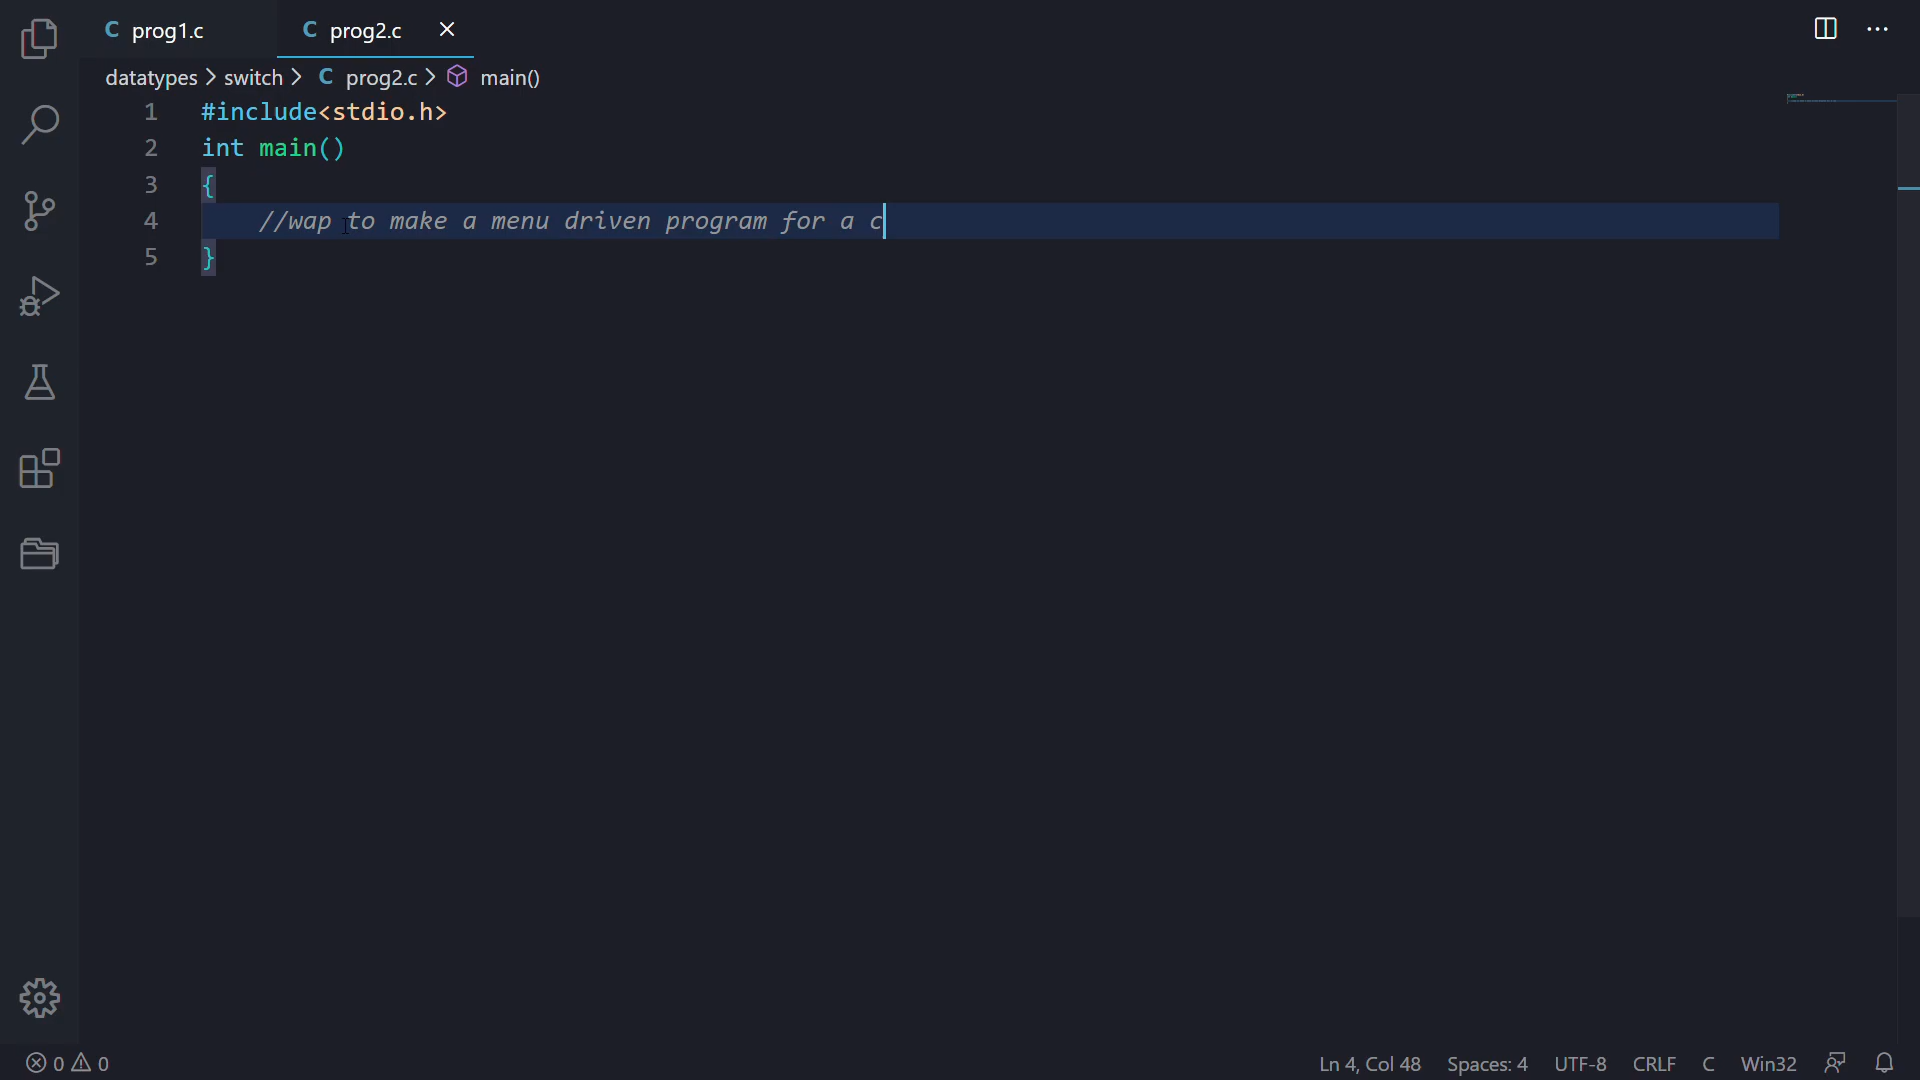 C prog1.c
C prog2.c
datatypes > switch > C prog2.c > main()
1 #include<stdio.h>
2 int main()
3 {
4 //wap to make a menu driven program for a c
5 }
0 0
Ln 4, Col 48 Spaces: 4 UTF-8 CRLF C Win32